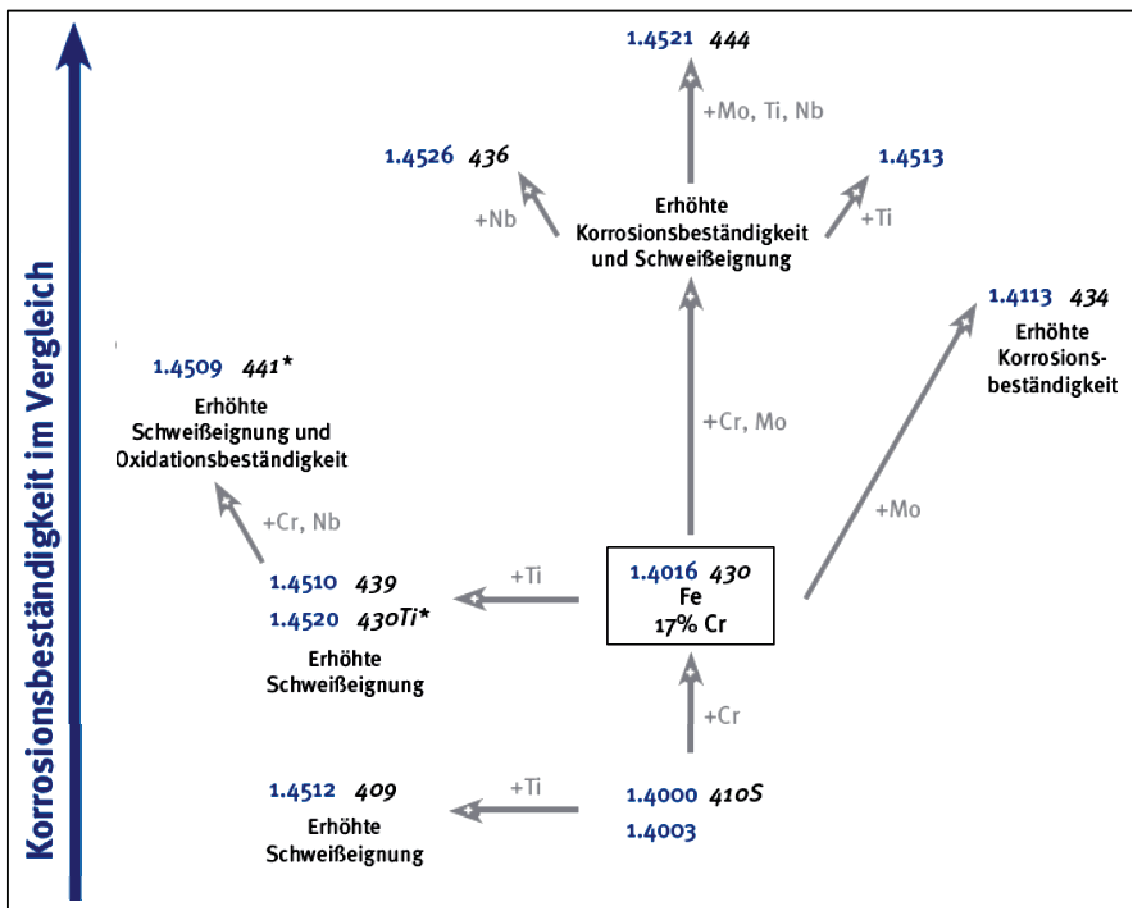 Korrosionsbeständigkeit im Vergleich
1.4521 444
+Mo, Ti, Nb
1.4526 436
1.4513
+Nb
Erhöhte
Korrosionsbeständigkeit
und Schweißeignung
+Ti
1.4113 434
Erhöhte
Korrosions-
beständigkeit
1.4509 441*
Erhöhte
Schweißeignung und
Oxidationsbeständigkeit
+Cr, Mo
+Mo
+Cr, Nb
1.4510 439
1.4520 430Ti*
Erhöhte
Schweißeignung
+Ti
1.4016 430
Fe
17% Cr
+Cr
1.4512 409
Erhöhte
Schweißeignung
+Ti
1.4000 410S
1.4003